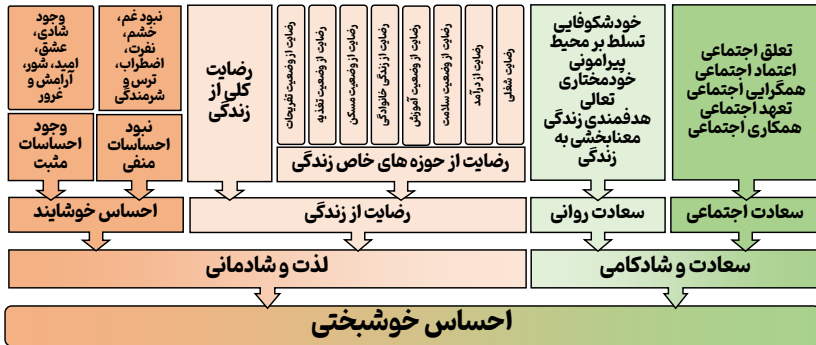 تعلق اجتماعی
اعتماد اجتماعی
همگرایی اجتماعی
تعهد اجتماعی
همکاری اجتماعی
خودشکوفایی
تسلط بر محیط
پیرامونی
خودمختاری
تعالی
هدفمندی زندگی
معنابخشی به
زندگی
رضایت شغلی
رضایت از درآمد
رضایت از وضعیت سلامت
رضایت از وضعیت آموزش
رضایت از زندگی خانوادگی
رضایت از وضعیت مسکن
رضایت از وضعیت تغذیه
رضایت از وضعیت تفریحات
رضایت از حوزه های خاص زندگی
رضایت
کلی از
زندگی
نبود غم،
خشم،
نفرت،
اضطراب،
ترس و
شرمندگی
وجود
شادی،
عشق،
امید، شور،
آرامش و
غرور
نبود
احساسات
منفی
وجود
احساسات
مثبت
سعادت اجتماعی
سعادت روانی
رضایت از زندگی
احساس خوشایند
سعادت و شادکامی
لذت و شادمانی
احساس خوشبختی